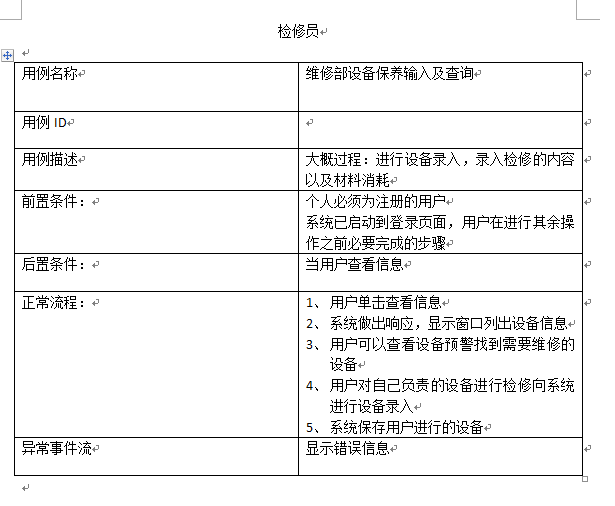 检修员
用例名称
维修部设备保养输入及查询
用例 ID
用例描述
大概过程：进行设备录入，录入检修的内容
以及材料消耗
前置条件：
个人必须为注册的用户
系统已启动到登录页面，用户在进行其余操
作之前必要完成的步骤
后置条件：
当用户查看信息
正常流程：
1、用户单击查看信息
2、系统做出响应，显示窗口列出设备信息
3、用户可以查看设备预警找到需要维修的
设备
4、用户对自己负责的设备进行检修向系统
进行设备录入
5、系统保存用户进行的设备
异常事件流
显示错误信息